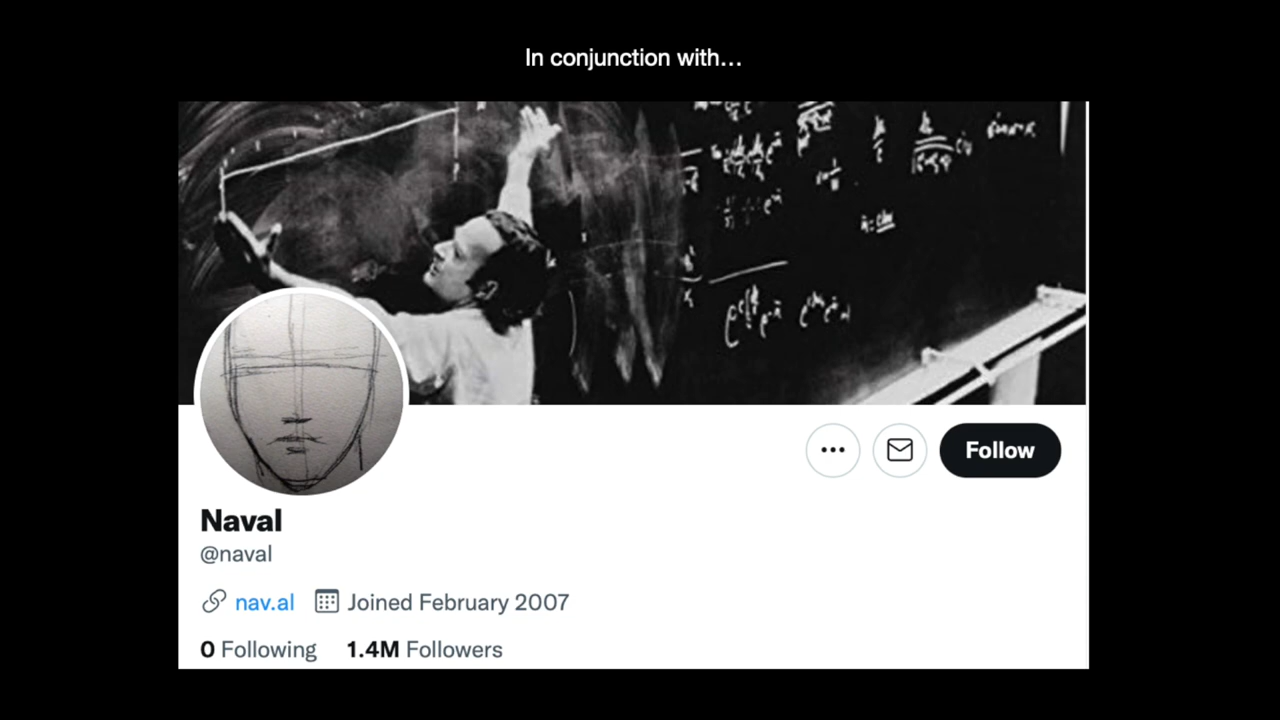 In conjunction with...
Follow
Naval
@naval
nav.al Joined February 2007
0 Following 1.4M Followers